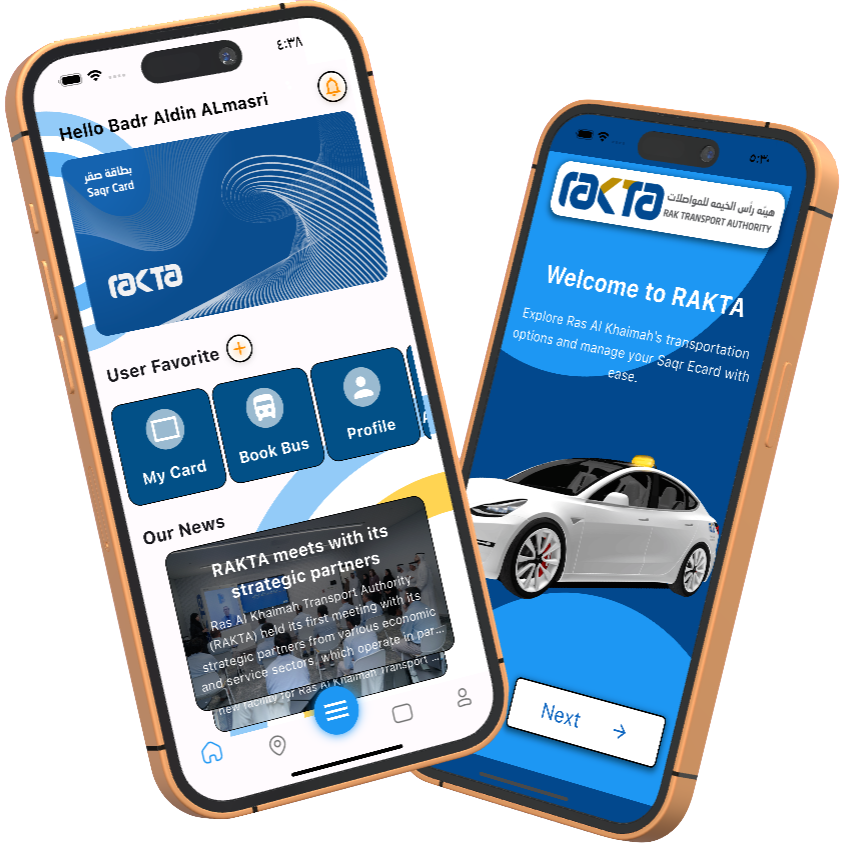 ٤:٣٨
Hello Badr Aldin ALmasri
بطاقة صقر
Saqr Card
rakta
User Favorite
My Card
Book Bus
Profile
Our News
RAKTA meets with its
strategic partners
Ras Al Khaimah Transport Authority
(RAKTA) held its first meeting with its
strategic partners from various economic
and service sectors, which operate in par...
new facility for Ras Al Khaimah Transport ...
٥:٣٠
rakta
هيئة رأس الخيمه للمواصلات
RAK TRANSPORT AUTHORITY
Welcome to RAKTA
Explore Ras Al Khaimah's transportation
options and manage your Saqr Ecard with
ease.
Next